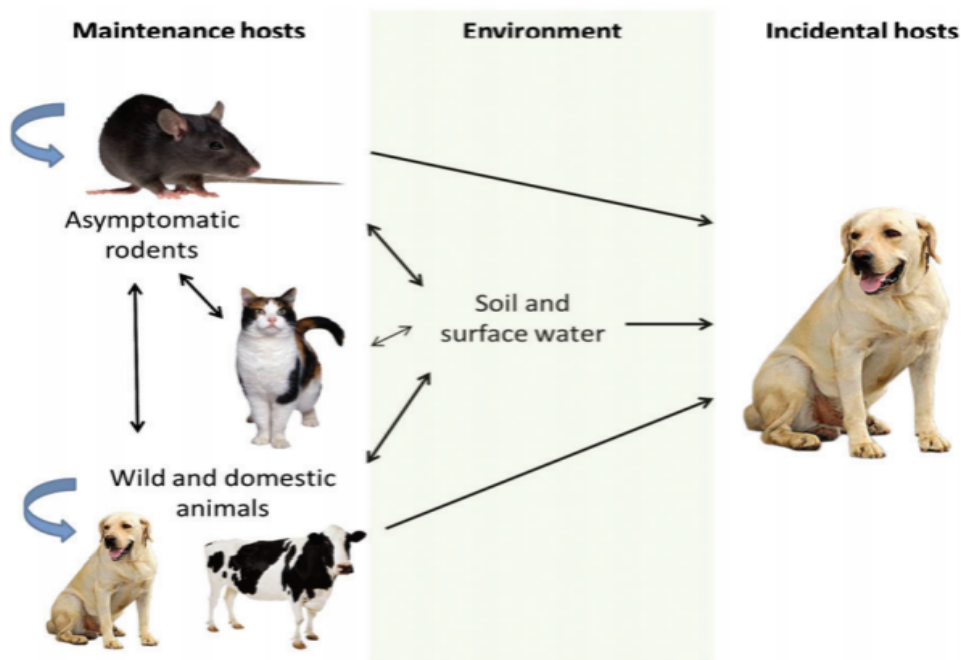 Maintenance hosts
Environment
Incidental hosts
Asymptomatic
rodents
Soil and
surface water
Wild and domestic
animals